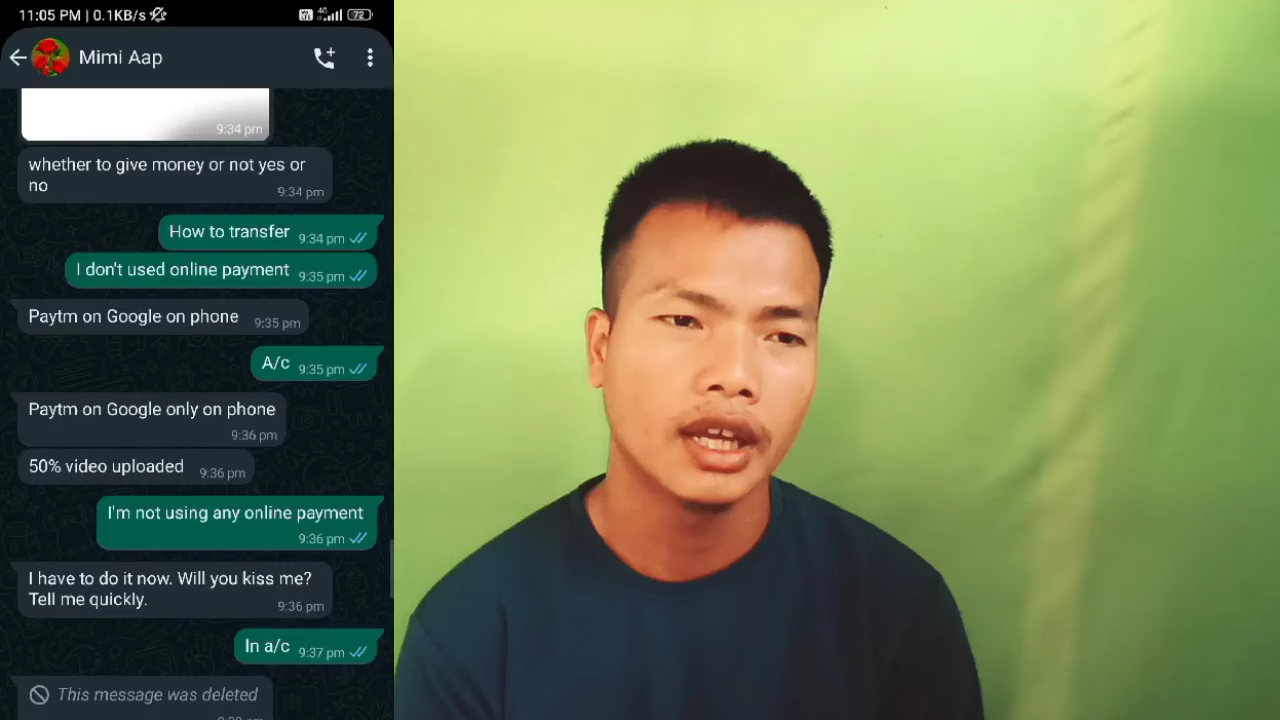 11:05 PM | 0.1KB/s
4G
72
Mimi Aap
9:34 pm
whether to give money or not yes or
no
9:34 pm
How to transfer 9:34 pm
I don't used online payment 9:35 pm
Paytm on Google on phone 9:35 pm
A/c 9:35 pm
Paytm on Google only on phone
9:36 pm
50% video uploaded 9:36 pm
I'm not using any online payment
9:36 pm
I have to do it now. Will you kiss me?
Tell me quickly.
9:36 pm
In a/c 9:37 pm
This message was deleted